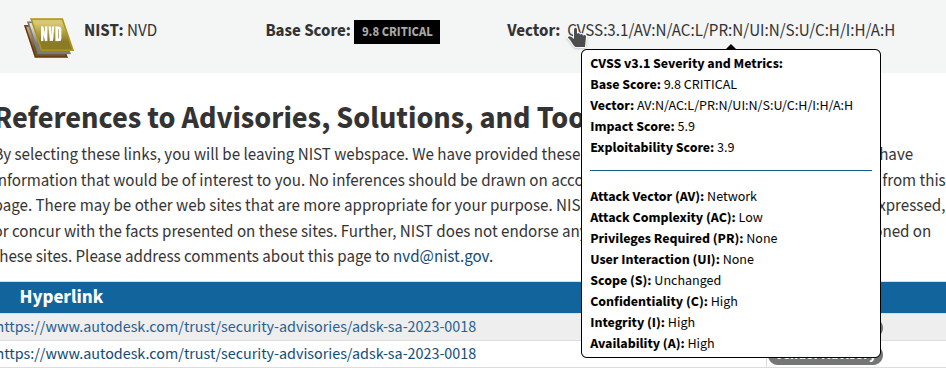 NVD
NIST: NVD
Base Score: 9.8 CRITICAL
Vector: CVSS:3.1/AV:N/AC:L/PR:N/UI:N/S:U/C:H/I:H/A:H
CVSS v3.1 Severity and Metrics:
Base Score: 9.8 CRITICAL
Vector: AV:N/AC:L/PR:N/UI:N/S:U/C:H/I:H/A:H
Impact Score: 5.9
Exploitability Score: 3.9
Attack Vector (AV): Network
Attack Complexity (AC): Low
Privileges Required (PR): None
User Interaction (UI): None
Scope (S): Unchanged
Confidentiality (C): High
Integrity (I): High
Availability (A): High
References to Advisories, Solutions, and Too
By selecting these links, you will be leaving NIST webspace. We have provided these have
information that would be of interest to you. No inferences should be drawn on acco from this
page. There may be other web sites that are more appropriate for your purpose. NIS expressed,
or concur with the facts presented on these sites. Further, NIST does not endorse any ned on
these sites. Please address comments about this page to nvd@nist.gov.
Hyperlink
https://www.autodesk.com/trust/security-advisories/adsk-sa-2023-0018
https://www.autodesk.com/trust/security-advisories/adsk-sa-2023-0018